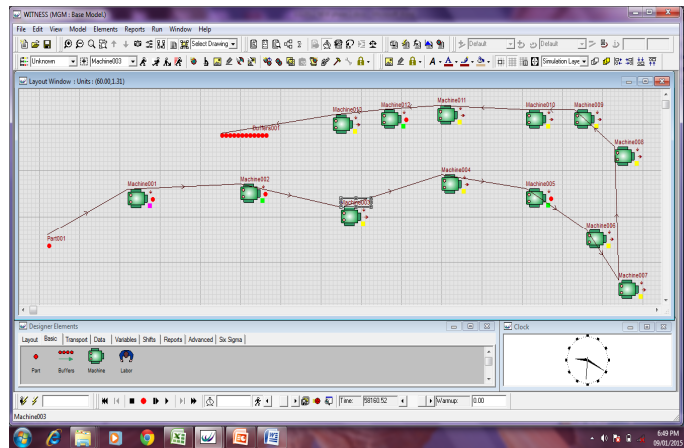 WITNESS (MGM : Base Model.)
File Edit View Model Elements Reports Run Window Help
Select Drawing Default Default
Unknown Machine003 Simulation Laye
Layout Window : Units : (60.00,1.31)
Machine012 Machine011 Machine010 Machine009
Buffers001
Machine008
Machine001 Machine002 Machine004
Machine005
Machine003
Part001
Machine006
Machine007
Designer Elements
Clock
Layout Basic Transport Data Variables Shifts Reports Advanced Six Sigma
Part Buffers Machine Labor
Time: 58160.52 Warmup: 0.00
Machine003
6:49 PM
09/01/2015